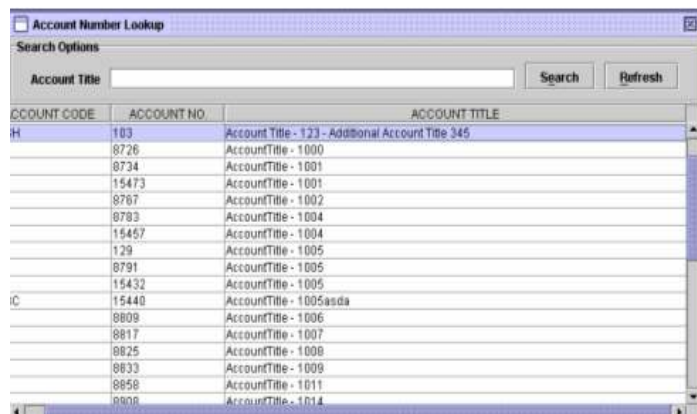 Account Number Lookup
Search Options
Account Title Search Refresh
CCOUNT CODE ACCOUNT NO. ACCOUNT TITLE
H 103 Account Title - 123 - Additional Account Title 345
8726 AccountTitle - 1000
8734 AccountTitle - 1001
15473 AccountTitle - 1001
8767 AccountTitle - 1002
8783 AccountTitle - 1004
15457 AccountTitle - 1004
129 AccountTitle - 1005
8791 AccountTitle - 1005
15432 AccountTitle - 1005
C 15440 AccountTitle - 1005asda
8809 AccountTitle - 1006
8817 AccountTitle - 1007
8825 AccountTitle - 1008
8833 AccountTitle - 1009
8858 AccountTitle - 1011
8908 AccountTitle - 1014